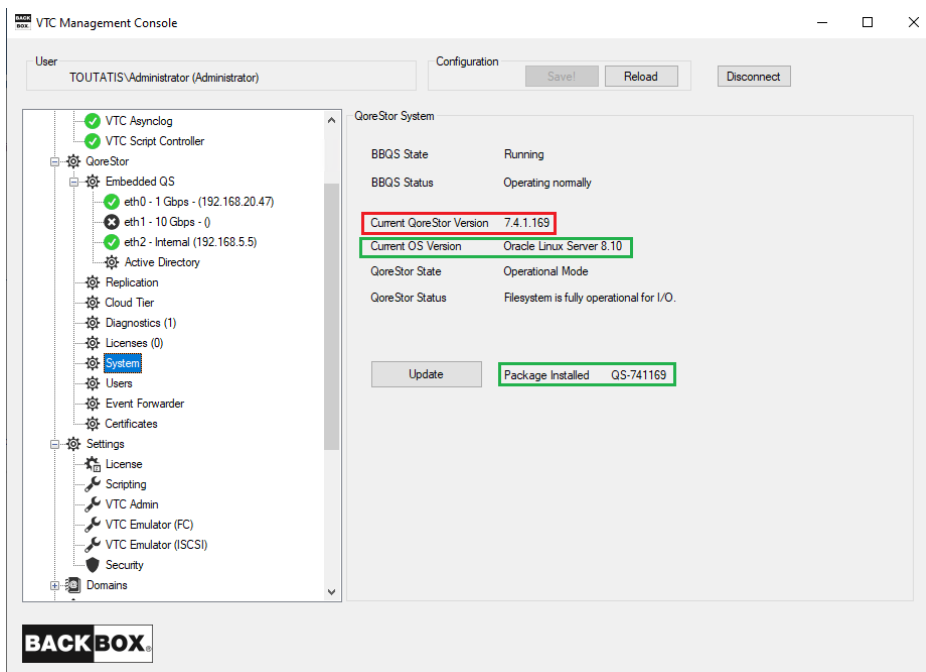 BACK BOX.
VTC Management Console
User
TOUTATIS\Administrator (Administrator)
Configuration
Save!
Reload
Disconnect
VTC Asynclog
VTC Script Controller
QoreStor
Embedded QS
eth0 - 1 Gbps - (192.168.20.47)
eth1 - 10 Gbps - ()
eth2 - Internal (192.168.5.5)
Active Directory
Replication
Cloud Tier
Diagnostics (1)
Licenses (0)
System
Users
Event Forwarder
Certificates
Settings
License
Scripting
VTC Admin
VTC Emulator (FC)
VTC Emulator (ISCSI)
Security
Domains
QoreStor System
BBQS State Running
BBQS Status Operating normally
Current QoreStor Version 7.4.1.169
Current OS Version Oracle Linux Server 8.10
QoreStor State Operational Mode
QoreStor Status Filesystem is fully operational for I/O.
Update
Package Installed QS-741169
BACKBOX®